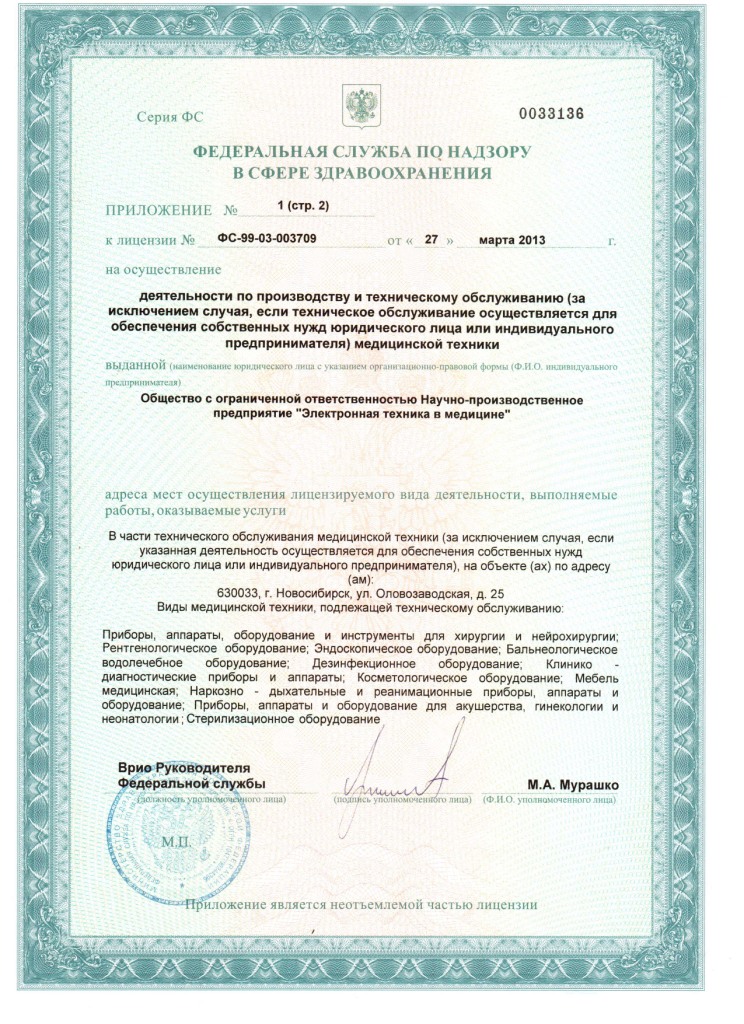 Серия ФС
0033136
ФЕДЕРАЛЬНАЯ СЛУЖБА ПО НАДЗОРУ
В СФЕРЕ ЗДРАВООХРАНЕНИЯ
ПРИЛОЖЕНИЕ № 1 (стр. 2)
к лицензии № ФС-99-03-003709 от « 27 » марта 2013 г.
на осуществление
деятельности по производству и техническому обслуживанию (за
исключением случая, если техническое обслуживание осуществляется для
обеспечения собственных нужд юридического лица или индивидуального
предпринимателя) медицинской техники
выданной (наименование юридического лица с указанием организационно-правовой формы (Ф.И.О. индивидуального
предпринимателя)
Общество с ограниченной ответственностью Научно-производственное
предприятие "Электронная техника в медицине"
адреса мест осуществления лицензируемого вида деятельности, выполняемые
работы, оказываемые услуги
В части технического обслуживания медицинской техники (за исключением случая, если
указанная деятельность осуществляется для обеспечения собственных нужд
юридического лица или индивидуального предпринимателя), на объекте (ах) по адресу
(ам):
630033, г. Новосибирск, ул. Оловозаводская, д. 25
Виды медицинской техники, подлежащей техническому обслуживанию:
Приборы, аппараты, оборудование и инструменты для хирургии и нейрохирургии;
Рентгенологическое оборудование; Эндоскопическое оборудование; Бальнеологическое
водолечебное оборудование; Дезинфекционное оборудование; Клинико -
диагностические приборы и аппараты; Косметологическое оборудование; Мебель
медицинская; Наркозно - дыхательные и реанимационные приборы, аппараты и
оборудование; Приборы, аппараты и оборудование для акушерства, гинекологии и
неонатологии ; Стерилизационное оборудование
Врио Руководителя
Федеральной службы
М.А. Мурашко
(должность уполномоченного лица) (подпись уполномоченного лица) (Ф.И.О. уполномоченного лица)
М.П.
Приложение является неотъемлемой частью лицензии